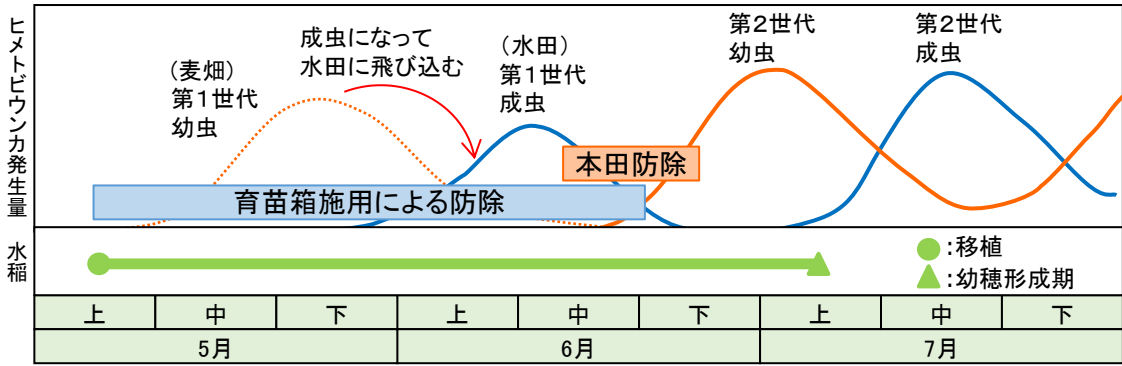 ヒメトビウンカ発生量
(麦畑)
第1世代
幼虫
成虫になって
水田に飛び込む
(水田)
第1世代
成虫
第2世代
幼虫
第2世代
成虫
本田防除
育苗箱施用による防除
水稲
●:移植
▲:幼穂形成期
上 中 下 上 中 下 上 中 下
5月 6月 7月